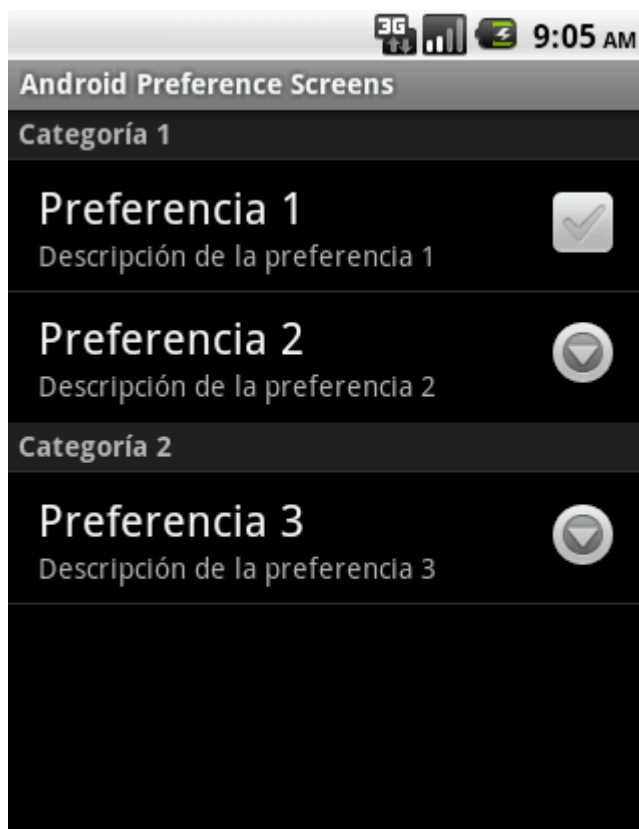 3G 9:05 AM
Android Preference Screens
Categoría 1
Preferencia 1
Descripción de la preferencia 1
Preferencia 2
Descripción de la preferencia 2
Categoría 2
Preferencia 3
Descripción de la preferencia 3